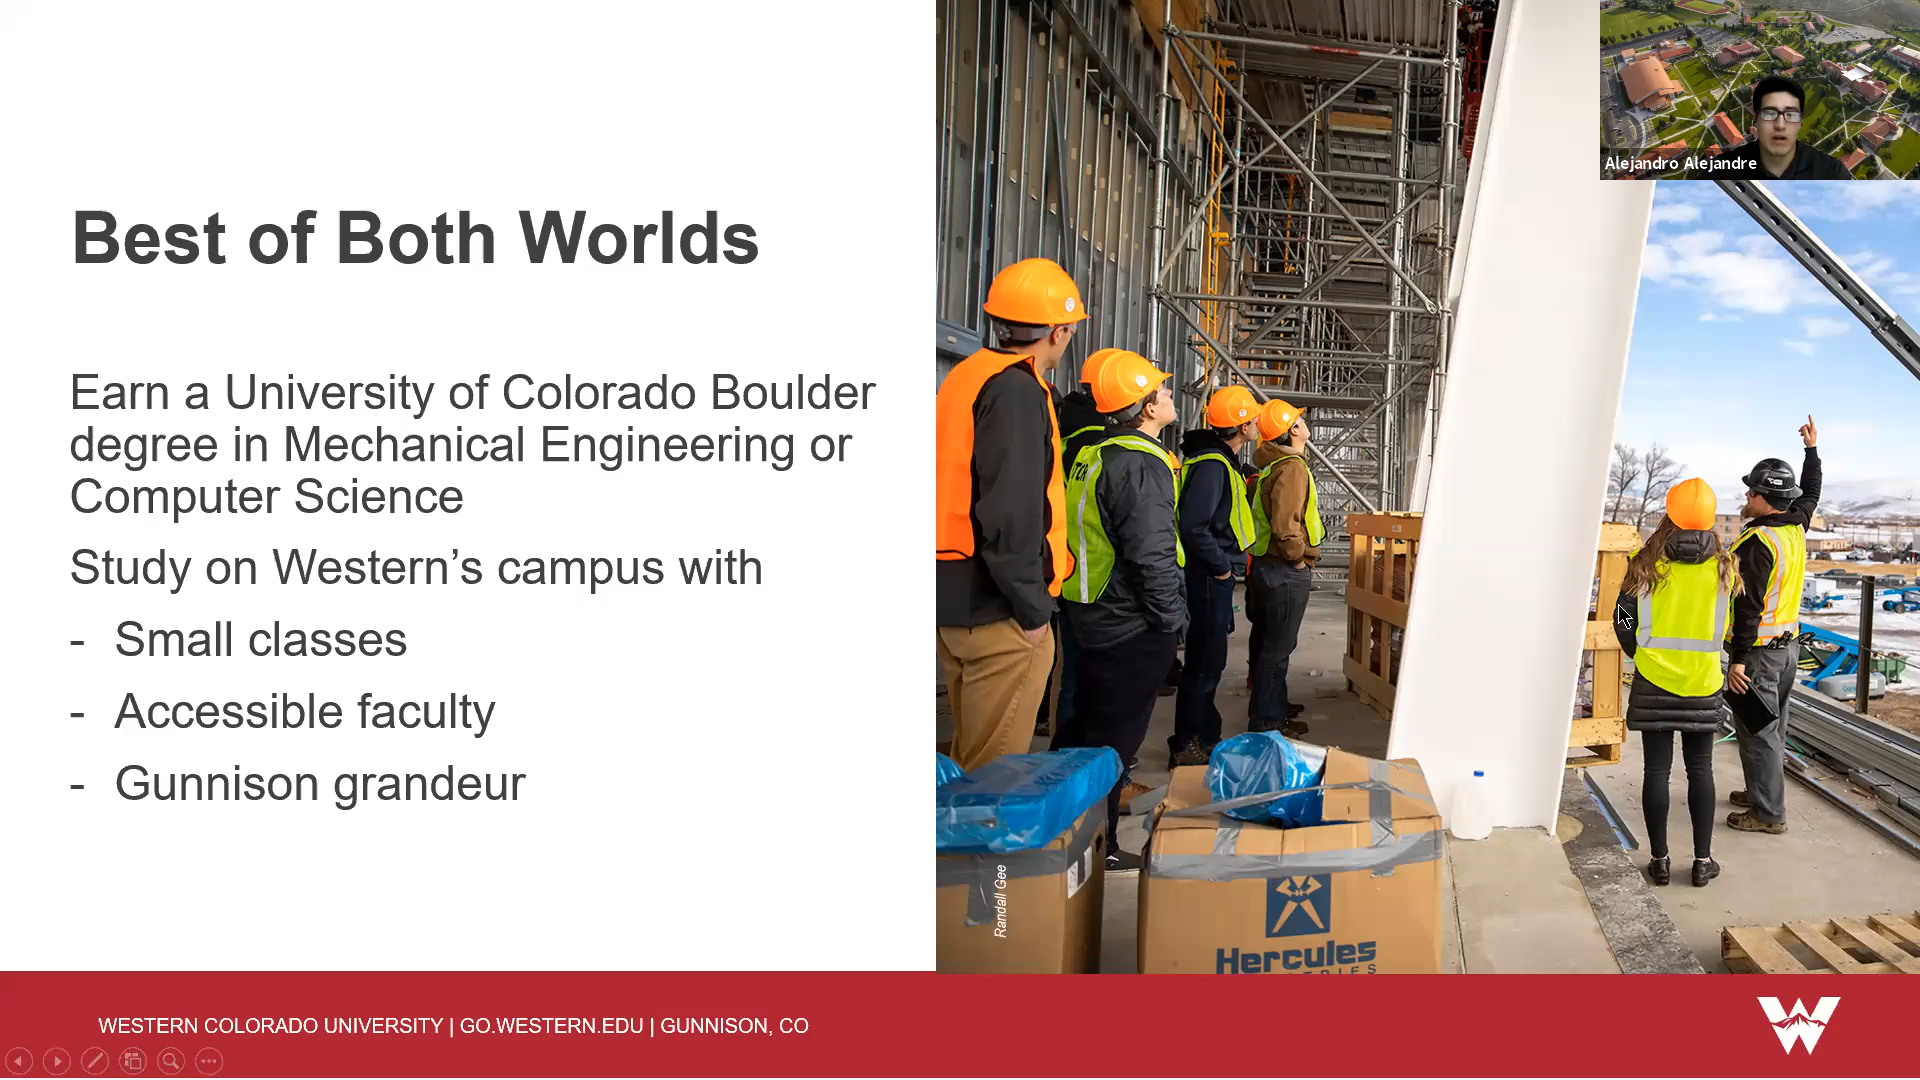 Best of Both Worlds
Earn a University of Colorado Boulder
degree in Mechanical Engineering or
Computer Science
Study on Western’s campus with
- Small classes
- Accessible faculty
- Gunnison grandeur
Alejandro Alejandre
Randall Gee
Hercules
WESTERN COLORADO UNIVERSITY | GO.WESTERN.EDU | GUNNISON, CO